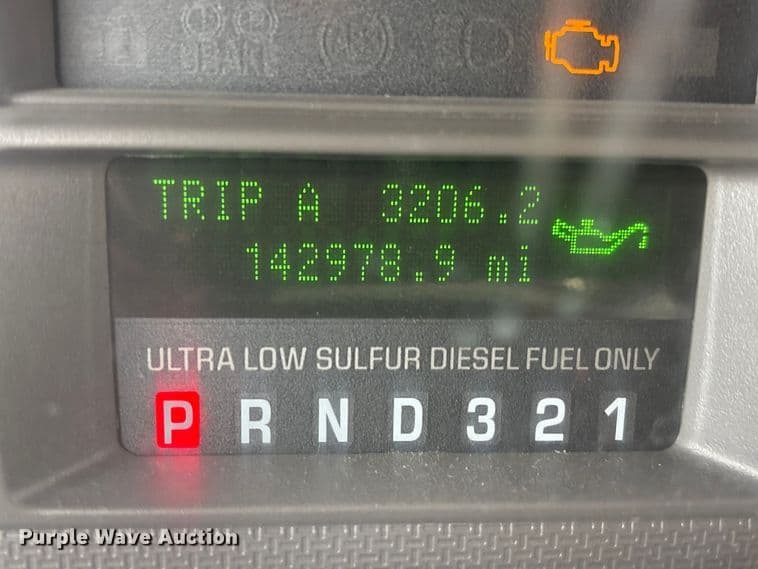 TRIP A 3206.2
142978.9 mi
ULTRA LOW SULFUR DIESEL FUEL ONLY
P R N D 3 2 1
Purple Wave Auction